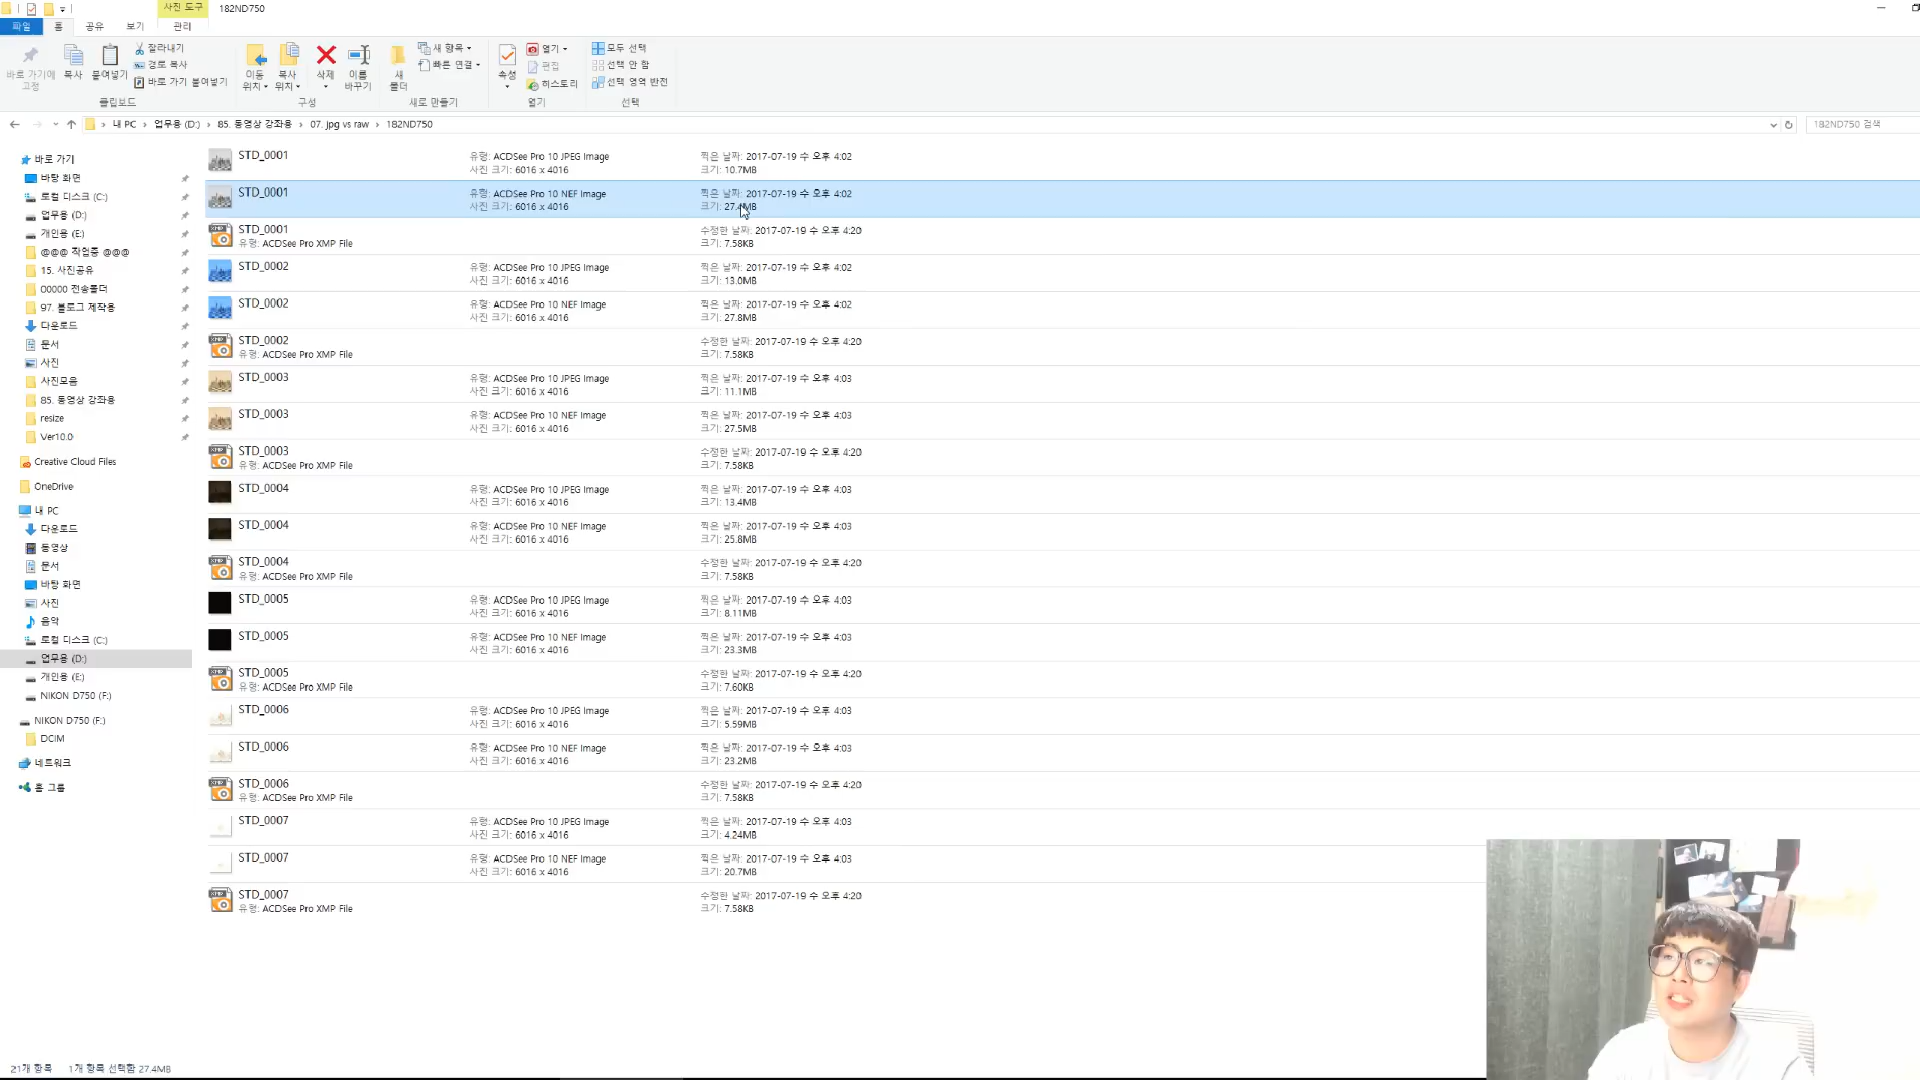 사진 도구 182ND750
파일 홈 공유 보기 관리
바로 가기에 고정
복사
붙여넣기
잘라내기
경로 복사
바로 가기 붙여넣기
클립보드
이동 위치
복사 위치
삭제
이름 바꾸기
구성
새 폴더
새 항목
빠른 연결
새로 만들기
속성
열기
편집
히스토리
열기
모두 선택
선택 안 함
선택 영역 반전
선택
내 PC › 업무용 (D:) › 85. 동영상 강좌용 › 07. jpg vs raw › 182ND750
182ND750 검색
바로 가기
바탕 화면
로컬 디스크 (C:)
업무용 (D:)
개인용 (E:)
@@@ 작업중 @@@
15. 사진공유
00000 전송폴더
97. 블로그 제작용
다운로드
문서
사진
사진모음
85. 동영상 강좌용
resize
Ver10.0
Creative Cloud Files
OneDrive
내 PC
다운로드
동영상
문서
바탕 화면
사진
음악
로컬 디스크 (C:)
업무용 (D:)
개인용 (E:)
NIKON D750 (F:)
NIKON D750 (F:)
DCIM
네트워크
홈 그룹
STD_0001 유형: ACDSee Pro 10 JPEG Image 찍은 날짜: 2017-07-19 수 오후 4:02
사진 크기: 6016 x 4016 크기: 10.7MB
STD_0001 유형: ACDSee Pro 10 NEF Image 찍은 날짜: 2017-07-19 수 오후 4:02
사진 크기: 6016 x 4016 크기: 27.4MB
STD_0001 수정한 날짜: 2017-07-19 수 오후 4:20
유형: ACDSee Pro XMP File 크기: 7.58KB
STD_0002 유형: ACDSee Pro 10 JPEG Image 찍은 날짜: 2017-07-19 수 오후 4:02
사진 크기: 6016 x 4016 크기: 13.0MB
STD_0002 유형: ACDSee Pro 10 NEF Image 찍은 날짜: 2017-07-19 수 오후 4:02
사진 크기: 6016 x 4016 크기: 27.8MB
STD_0002 수정한 날짜: 2017-07-19 수 오후 4:20
유형: ACDSee Pro XMP File 크기: 7.58KB
STD_0003 유형: ACDSee Pro 10 JPEG Image 찍은 날짜: 2017-07-19 수 오후 4:03
사진 크기: 6016 x 4016 크기: 11.1MB
STD_0003 유형: ACDSee Pro 10 NEF Image 찍은 날짜: 2017-07-19 수 오후 4:03
사진 크기: 6016 x 4016 크기: 27.5MB
STD_0003 수정한 날짜: 2017-07-19 수 오후 4:20
유형: ACDSee Pro XMP File 크기: 7.58KB
STD_0004 유형: ACDSee Pro 10 JPEG Image 찍은 날짜: 2017-07-19 수 오후 4:03
사진 크기: 6016 x 4016 크기: 13.4MB
STD_0004 유형: ACDSee Pro 10 NEF Image 찍은 날짜: 2017-07-19 수 오후 4:03
사진 크기: 6016 x 4016 크기: 25.8MB
STD_0004 수정한 날짜: 2017-07-19 수 오후 4:20
유형: ACDSee Pro XMP File 크기: 7.58KB
STD_0005 유형: ACDSee Pro 10 JPEG Image 찍은 날짜: 2017-07-19 수 오후 4:03
사진 크기: 6016 x 4016 크기: 8.11MB
STD_0005 유형: ACDSee Pro 10 NEF Image 찍은 날짜: 2017-07-19 수 오후 4:03
사진 크기: 6016 x 4016 크기: 23.3MB
STD_0005 수정한 날짜: 2017-07-19 수 오후 4:20
유형: ACDSee Pro XMP File 크기: 7.60KB
STD_0006 유형: ACDSee Pro 10 JPEG Image 찍은 날짜: 2017-07-19 수 오후 4:03
사진 크기: 6016 x 4016 크기: 5.59MB
STD_0006 유형: ACDSee Pro 10 NEF Image 찍은 날짜: 2017-07-19 수 오후 4:03
사진 크기: 6016 x 4016 크기: 23.2MB
STD_0006 수정한 날짜: 2017-07-19 수 오후 4:20
유형: ACDSee Pro XMP File 크기: 7.58KB
STD_0007 유형: ACDSee Pro 10 JPEG Image 찍은 날짜: 2017-07-19 수 오후 4:03
사진 크기: 6016 x 4016 크기: 4.24MB
STD_0007 유형: ACDSee Pro 10 NEF Image 찍은 날짜: 2017-07-19 수 오후 4:03
사진 크기: 6016 x 4016 크기: 20.7MB
STD_0007 수정한 날짜: 2017-07-19 수 오후 4:20
유형: ACDSee Pro XMP File 크기: 7.58KB
21개 항목 1개 항목 선택함 27.4MB